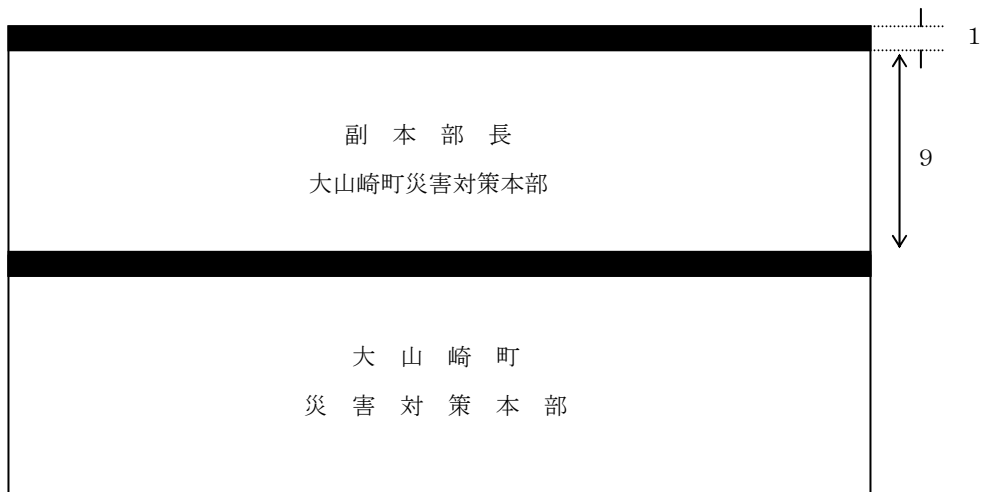 1
副　本　部　長
大山崎町災害対策本部
9
大　山　崎　町
災　害　対　策　本　部